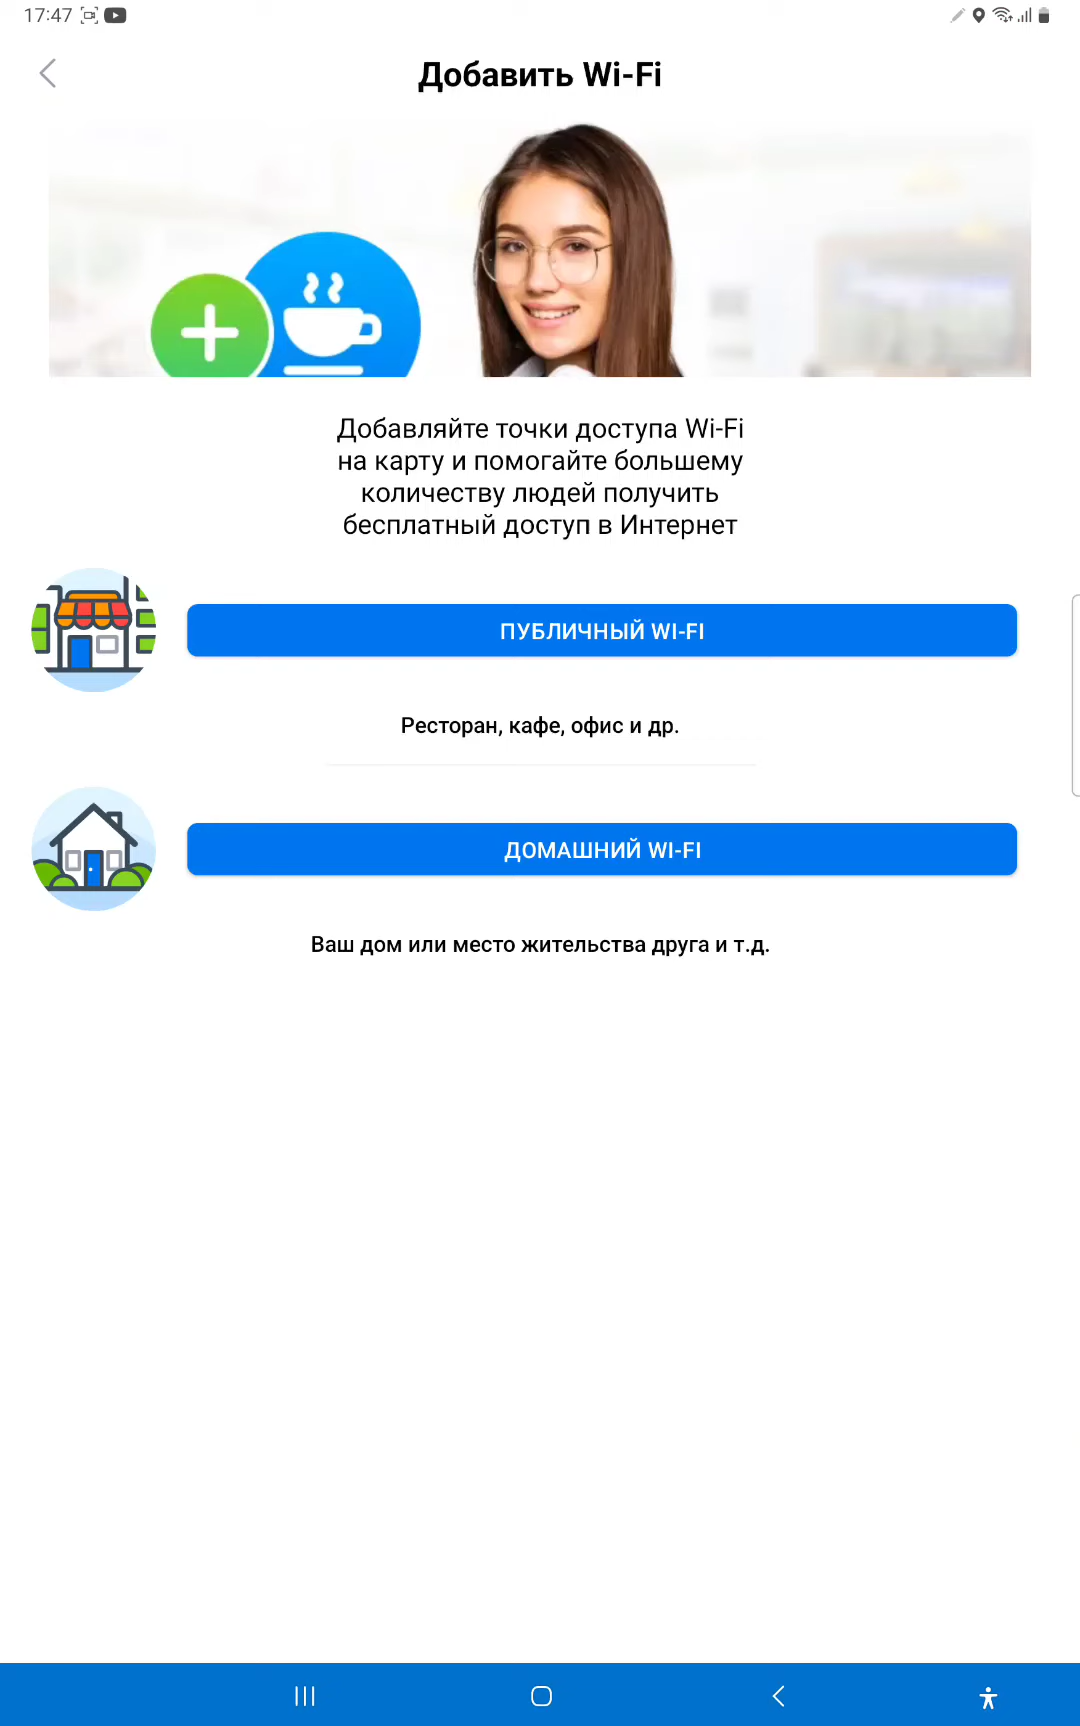 17:47
Добавить Wi-Fi
Добавляйте точки доступа Wi-Fi
на карту и помогайте большему
количеству людей получить
бесплатный доступ в Интернет
ПУБЛИЧНЫЙ WI-FI
Ресторан, кафе, офис и др.
ДОМАШНИЙ WI-FI
Ваш дом или место жительства друга и т.д.